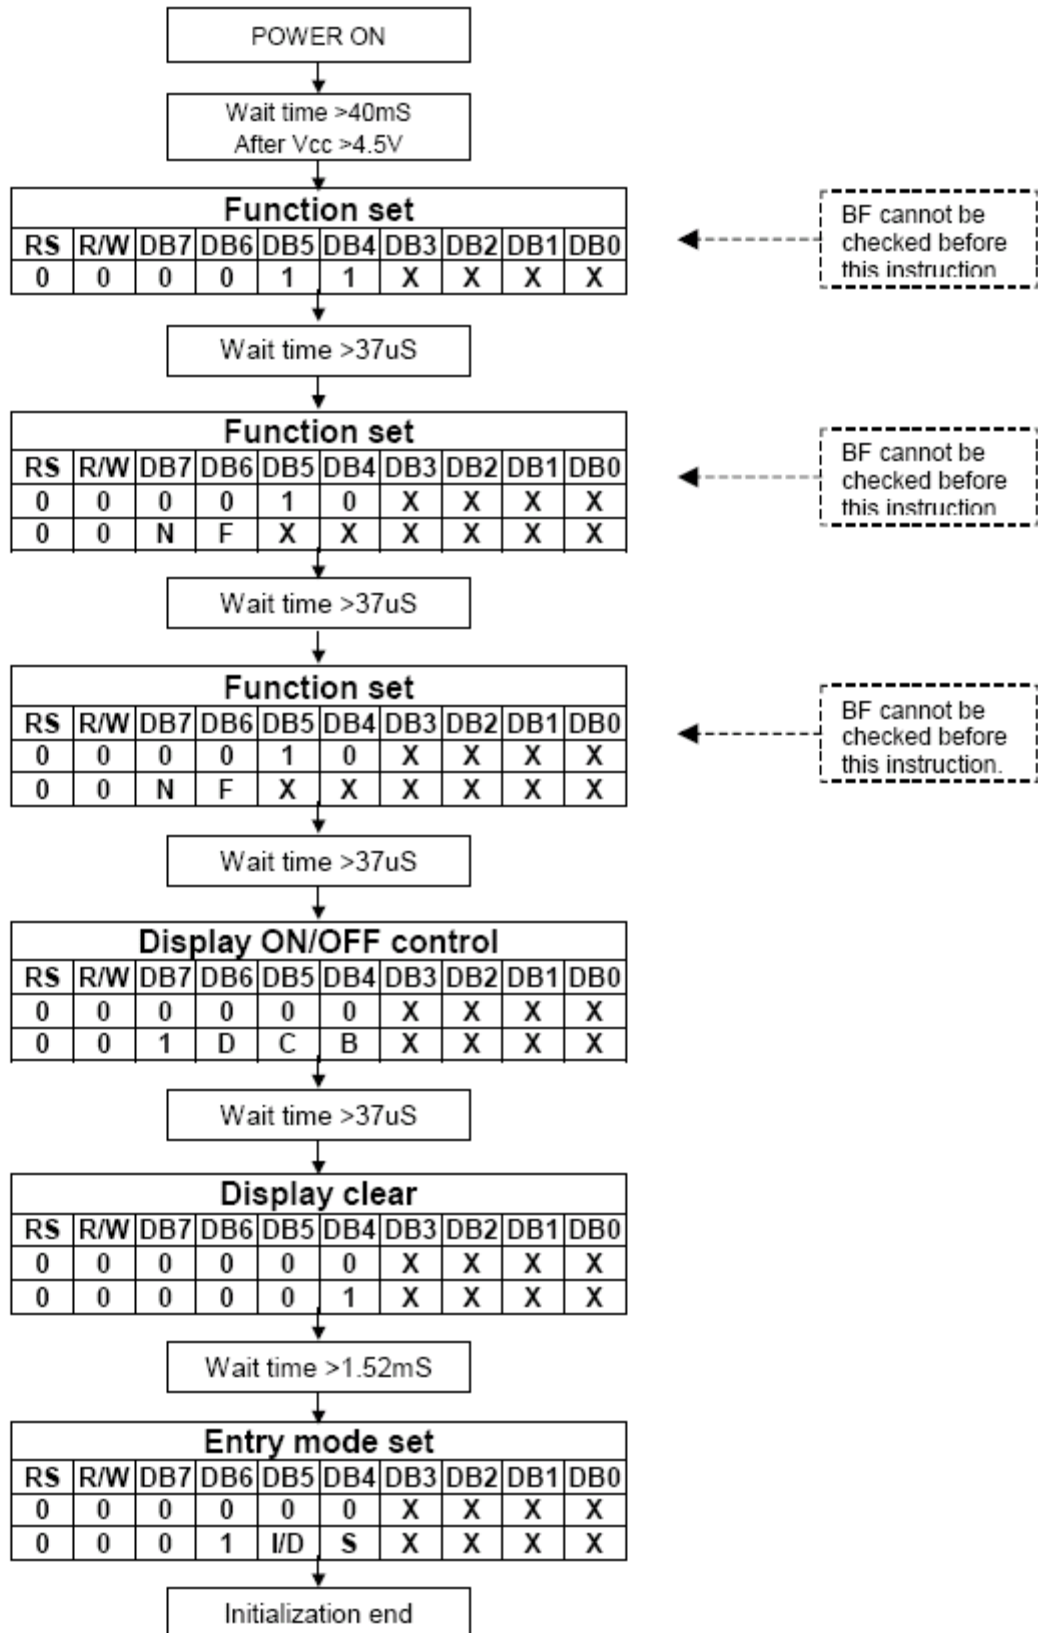 POWER ON
Wait time >40mS
After Vcc >4.5V
Function set
RS R/W DB7 DB6 DB5 DB4 DB3 DB2 DB1 DB0
0 0 0 0 1 1 X X X X
BF cannot be
checked before
this instruction
Wait time >37uS
Function set
RS R/W DB7 DB6 DB5 DB4 DB3 DB2 DB1 DB0
0 0 0 0 1 0 X X X X
0 0 N F X X X X X X
BF cannot be
checked before
this instruction
Wait time >37uS
Function set
RS R/W DB7 DB6 DB5 DB4 DB3 DB2 DB1 DB0
0 0 0 0 1 0 X X X X
0 0 N F X X X X X X
BF cannot be
checked before
this instruction.
Wait time >37uS
Display ON/OFF control
RS R/W DB7 DB6 DB5 DB4 DB3 DB2 DB1 DB0
0 0 0 0 0 0 X X X X
0 0 1 D C B X X X X
Wait time >37uS
Display clear
RS R/W DB7 DB6 DB5 DB4 DB3 DB2 DB1 DB0
0 0 0 0 0 0 X X X X
0 0 0 0 0 1 X X X X
Wait time >1.52mS
Entry mode set
RS R/W DB7 DB6 DB5 DB4 DB3 DB2 DB1 DB0
0 0 0 0 0 0 X X X X
0 0 0 1 I/D S X X X X
Initialization end